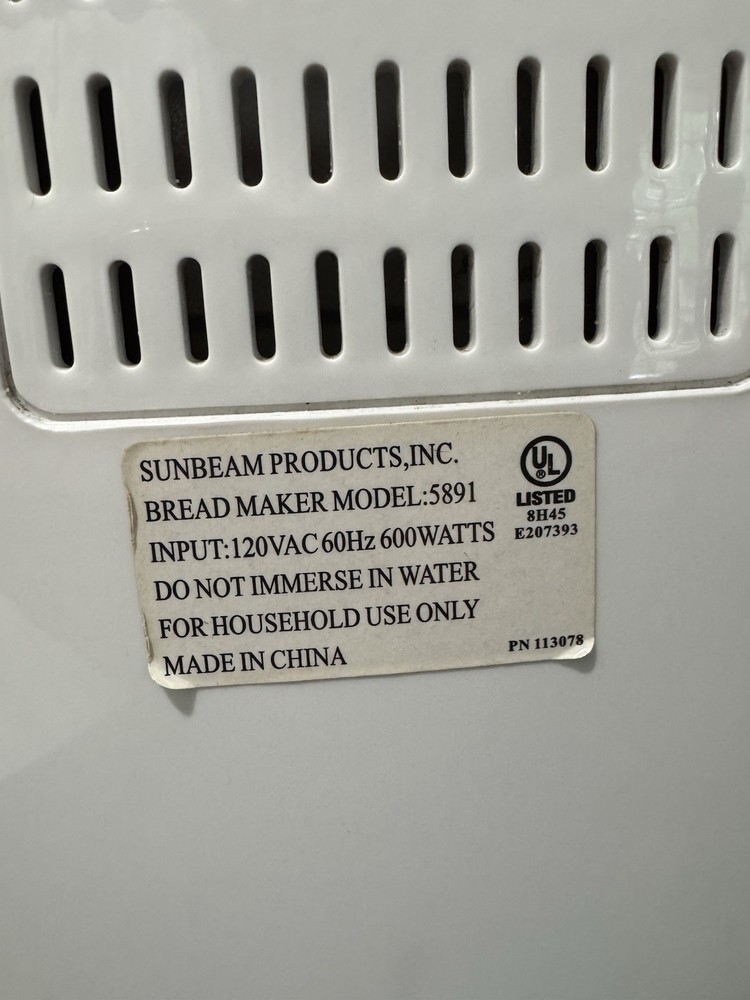 SUNBEAM PRODUCTS,INC.
BREAD MAKER MODEL:5891
INPUT:120VAC 60Hz 600WATTS
DO NOT IMMERSE IN WATER
FOR HOUSEHOLD USE ONLY
MADE IN CHINA
UL
®
LISTED
8H45
E207393
PN 113078